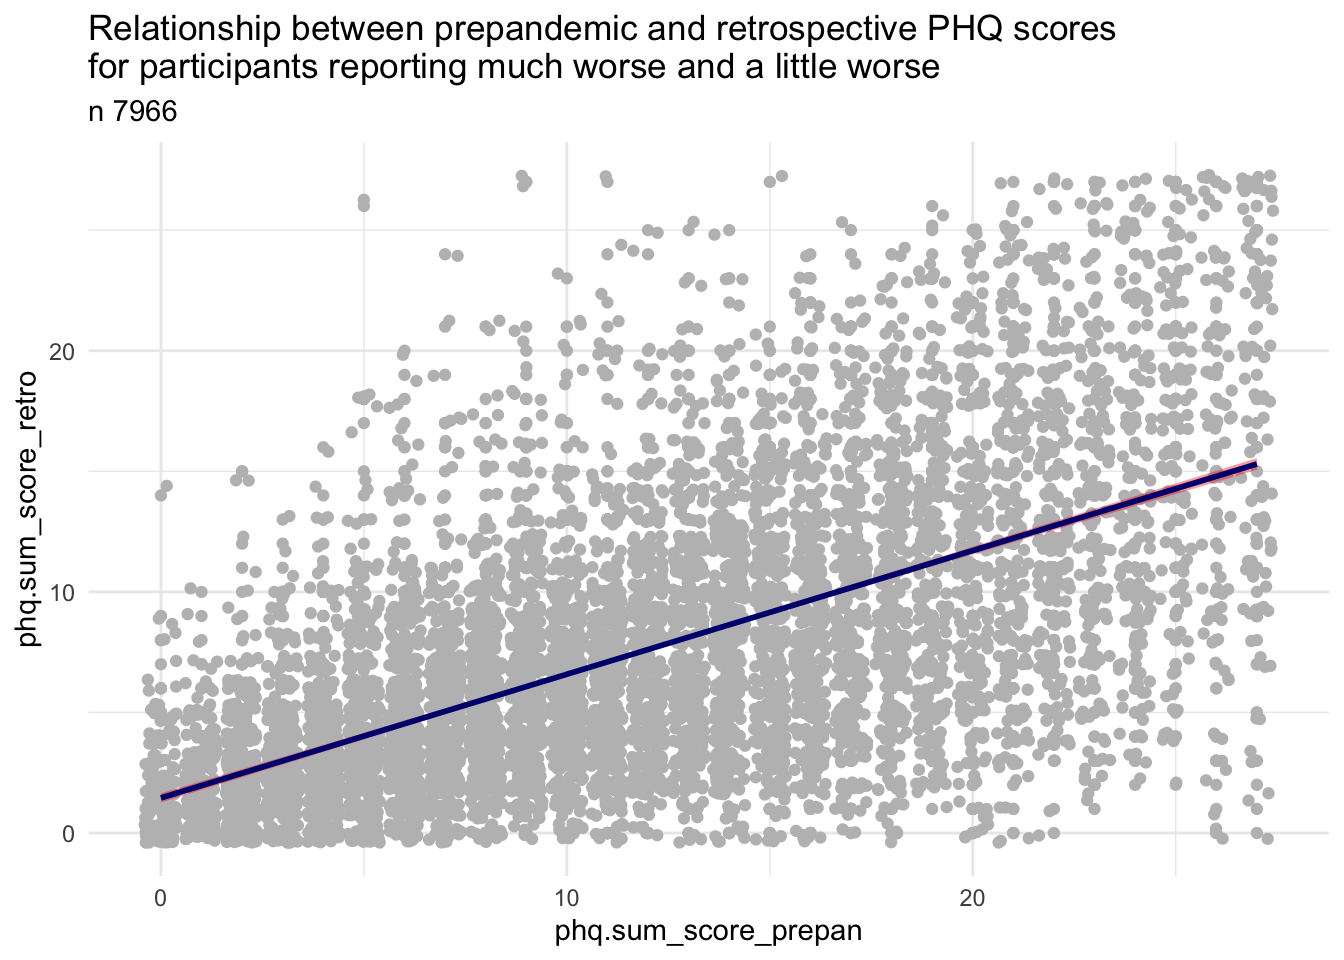 Relationship between prepandemic and retrospective PHQ scores
for participants reporting much worse and a little worse
n 7966
phq.sum_score_retro
20
10
0
0
10
20
phq.sum_score_prepan